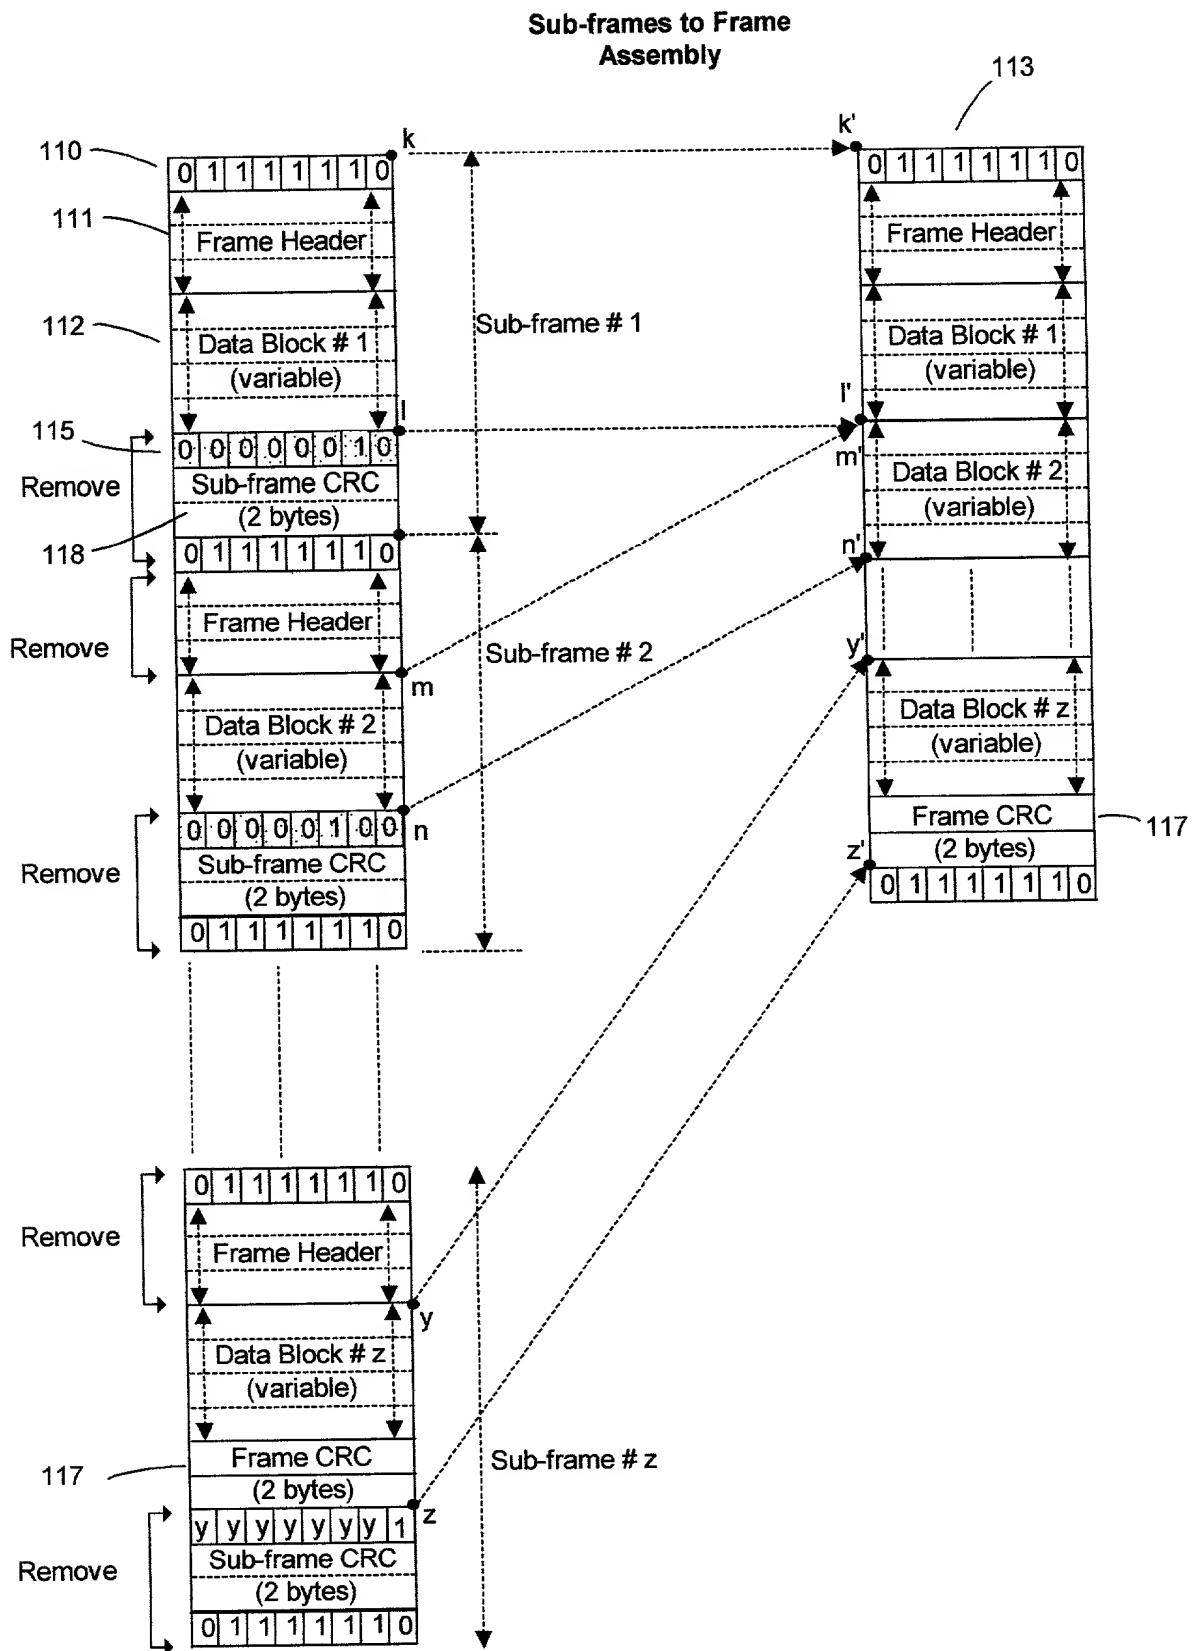 Sub-frames to Frame
Assembly
113
k
k'
110
0 1 1 1 1 1 1 0
0 1 1 1 1 1 1 0
111
Frame Header
Frame Header
112
Data Block # 1
(variable)
Sub-frame # 1
Data Block # 1
(variable)
l
l'
115
0 0 0 0 0 0 1 0
m'
Remove
Sub-frame CRC
(2 bytes)
Data Block # 2
(variable)
118
0 1 1 1 1 1 1 0
n'
Remove
Frame Header
Sub-frame # 2
y'
m
Data Block # 2
(variable)
Data Block # z
(variable)
0 0 0 0 0 1 0 0
n
Frame CRC
(2 bytes)
117
Remove
Sub-frame CRC
(2 bytes)
z'
0 1 1 1 1 1 1 0
0 1 1 1 1 1 1 0
0 1 1 1 1 1 1 0
Remove
Frame Header
y
Data Block # z
(variable)
117
Frame CRC
(2 bytes)
Sub-frame # z
y y y y y y y 1
z
Remove
Sub-frame CRC
(2 bytes)
0 1 1 1 1 1 1 0